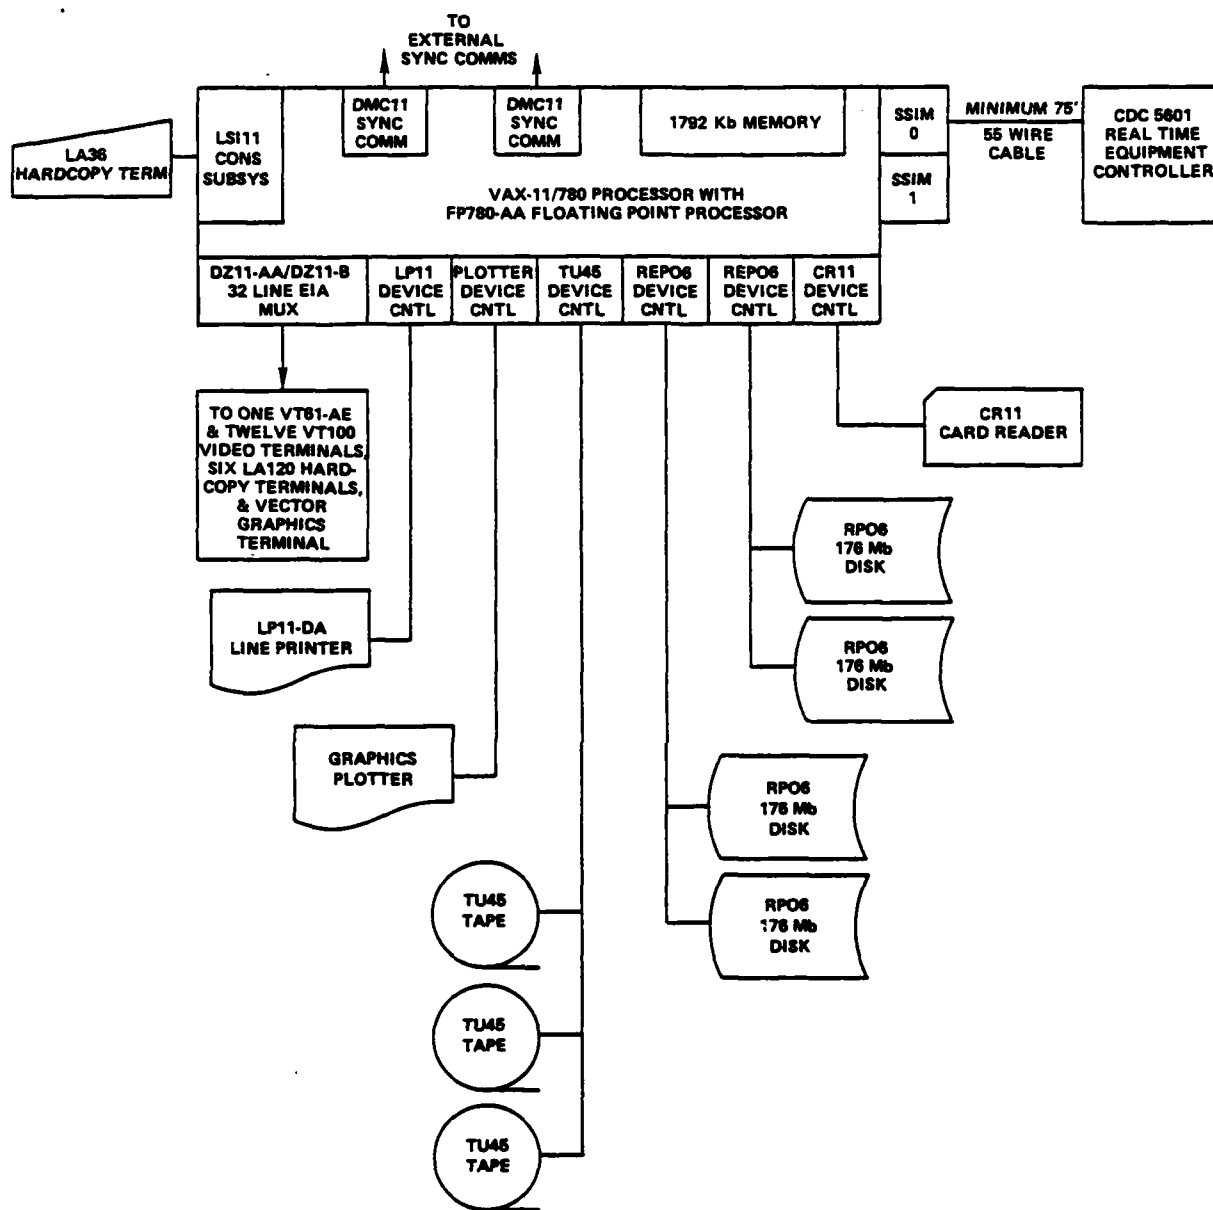 TO
EXTERNAL
SYNC COMMS
LA36
HARDCOPY TERM
LSI11
CONS
SUBSYS
DMC11
SYNC
COMM
DMC11
SYNC
COMM
1792 Kb MEMORY
SSIM
0
SSIM
1
MINIMUM 75'
55 WIRE
CABLE
CDC 5601
REAL TIME
EQUIPMENT
CONTROLLER
VAX-11/780 PROCESSOR WITH
FP780-AA FLOATING POINT PROCESSOR
DZ11-AA/DZ11-B
32 LINE EIA
MUX
LP11
DEVICE
CNTL
PLOTTER
DEVICE
CNTL
TU45
DEVICE
CNTL
REPO6
DEVICE
CNTL
REPO6
DEVICE
CNTL
CR11
DEVICE
CNTL
TO ONE VT61-AE
& TWELVE VT100
VIDEO TERMINALS,
SIX LA120 HARD-
COPY TERMINALS,
& VECTOR
GRAPHICS
TERMINAL
CR11
CARD READER
RPO6
176 Mb
DISK
LP11-DA
LINE PRINTER
RPO6
176 Mb
DISK
GRAPHICS
PLOTTER
RPO6
176 Mb
DISK
TU45
TAPE
RPO6
176 Mb
DISK
TU45
TAPE
TU45
TAPE